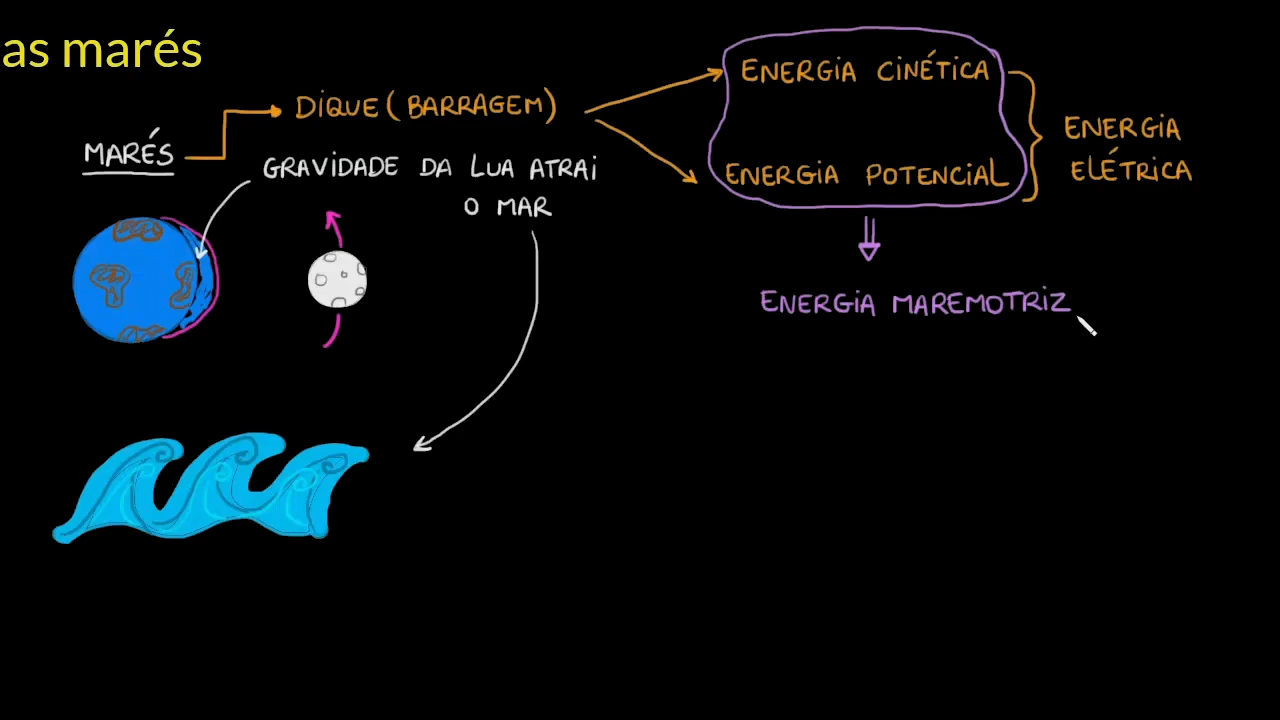 as marés
DIQUE (BARRAGEM)
MARÉS
GRAVIDADE DA LUA ATRAI
O MAR
ENERGIA CINÉTICA
ENERGIA POTENCIAL
ENERGIA
ELÉTRICA
ENERGIA MAREMOTRIZ